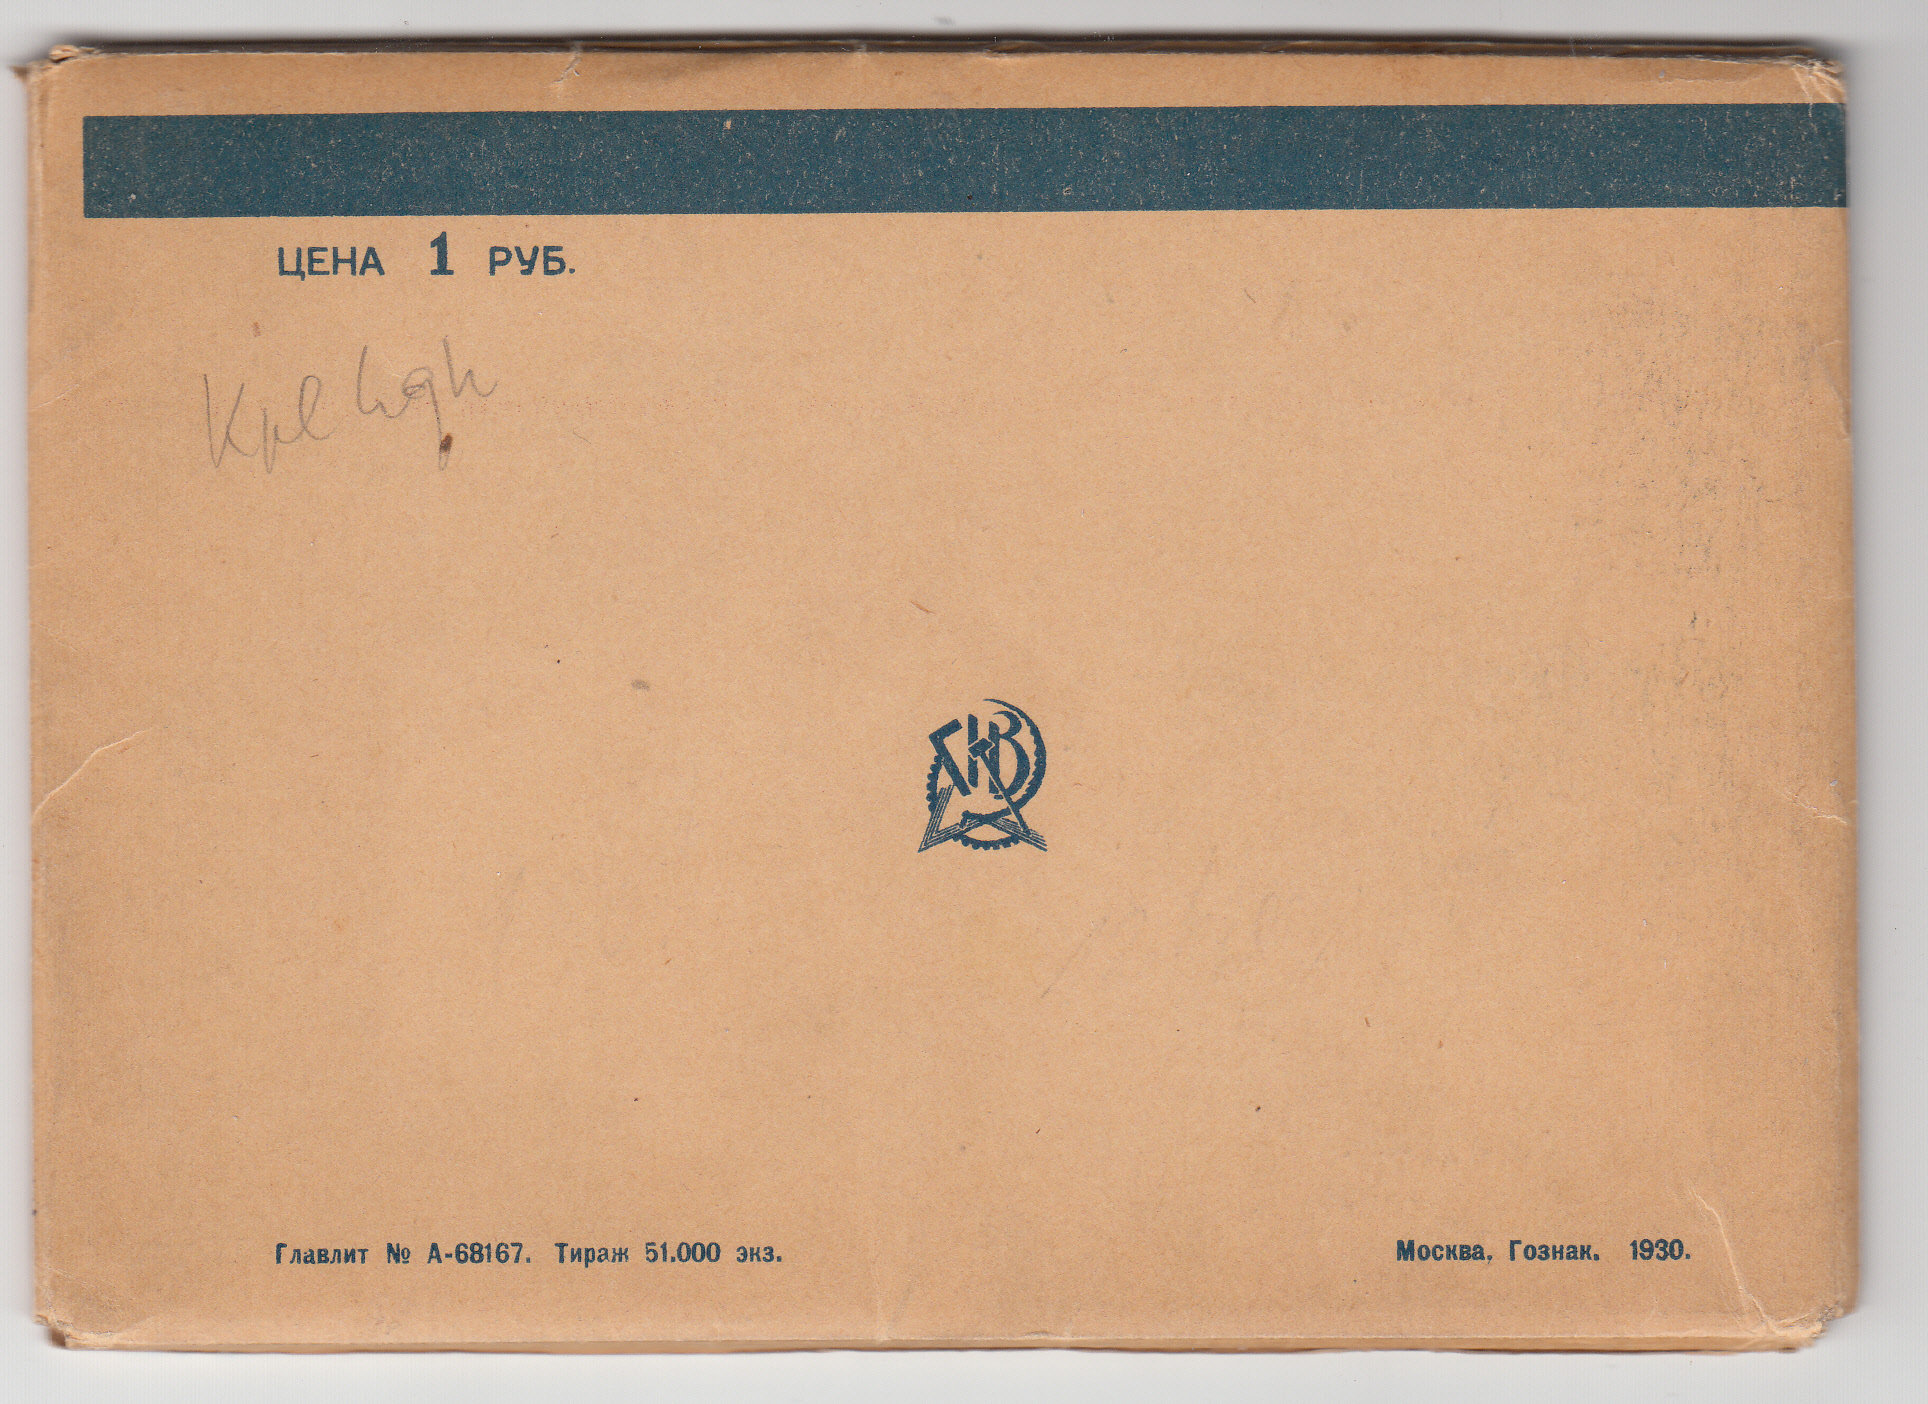 ЦЕНА 1 РУБ.
Главлит № А-68167. Тираж 51.000 экз.
Москва, Гознак. 1930.